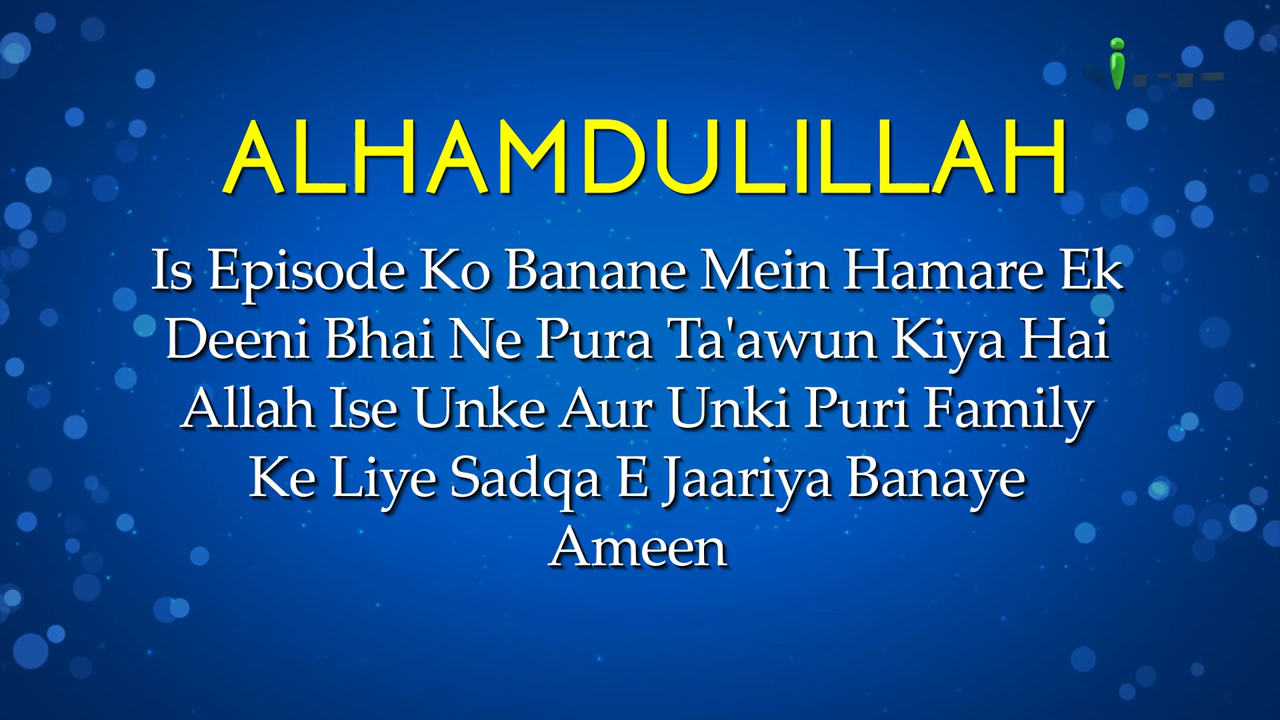 ALHAMDULILLAH
Is Episode Ko Banane Mein Hamare Ek
Deeni Bhai Ne Pura Ta'awun Kiya Hai
Allah Ise Unke Aur Unki Puri Family
Ke Liye Sadqa E Jaariya Banaye
Ameen